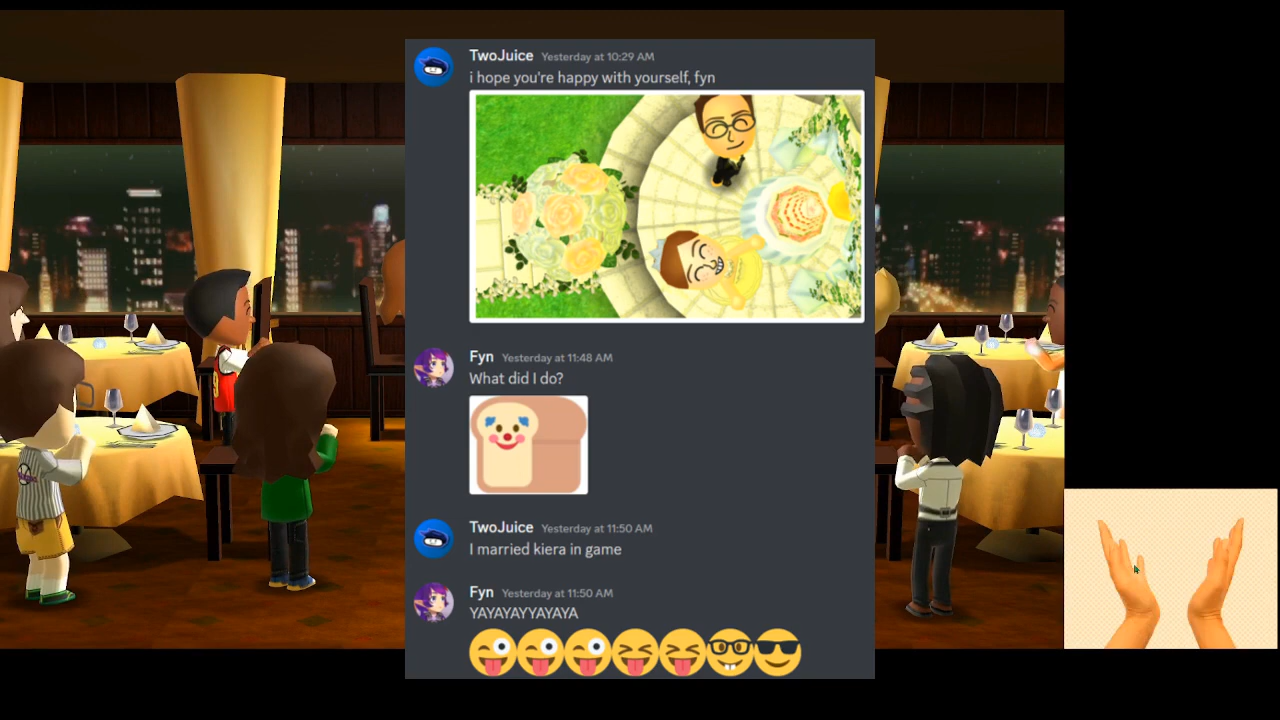 TwoJuice Yesterday at 10:29 AM
i hope you're happy with yourself, fyn
Fyn Yesterday at 11:48 AM
What did I do?
TwoJuice Yesterday at 11:50 AM
I married kiera in game
Fyn Yesterday at 11:50 AM
YAYAYAYYAYAYA